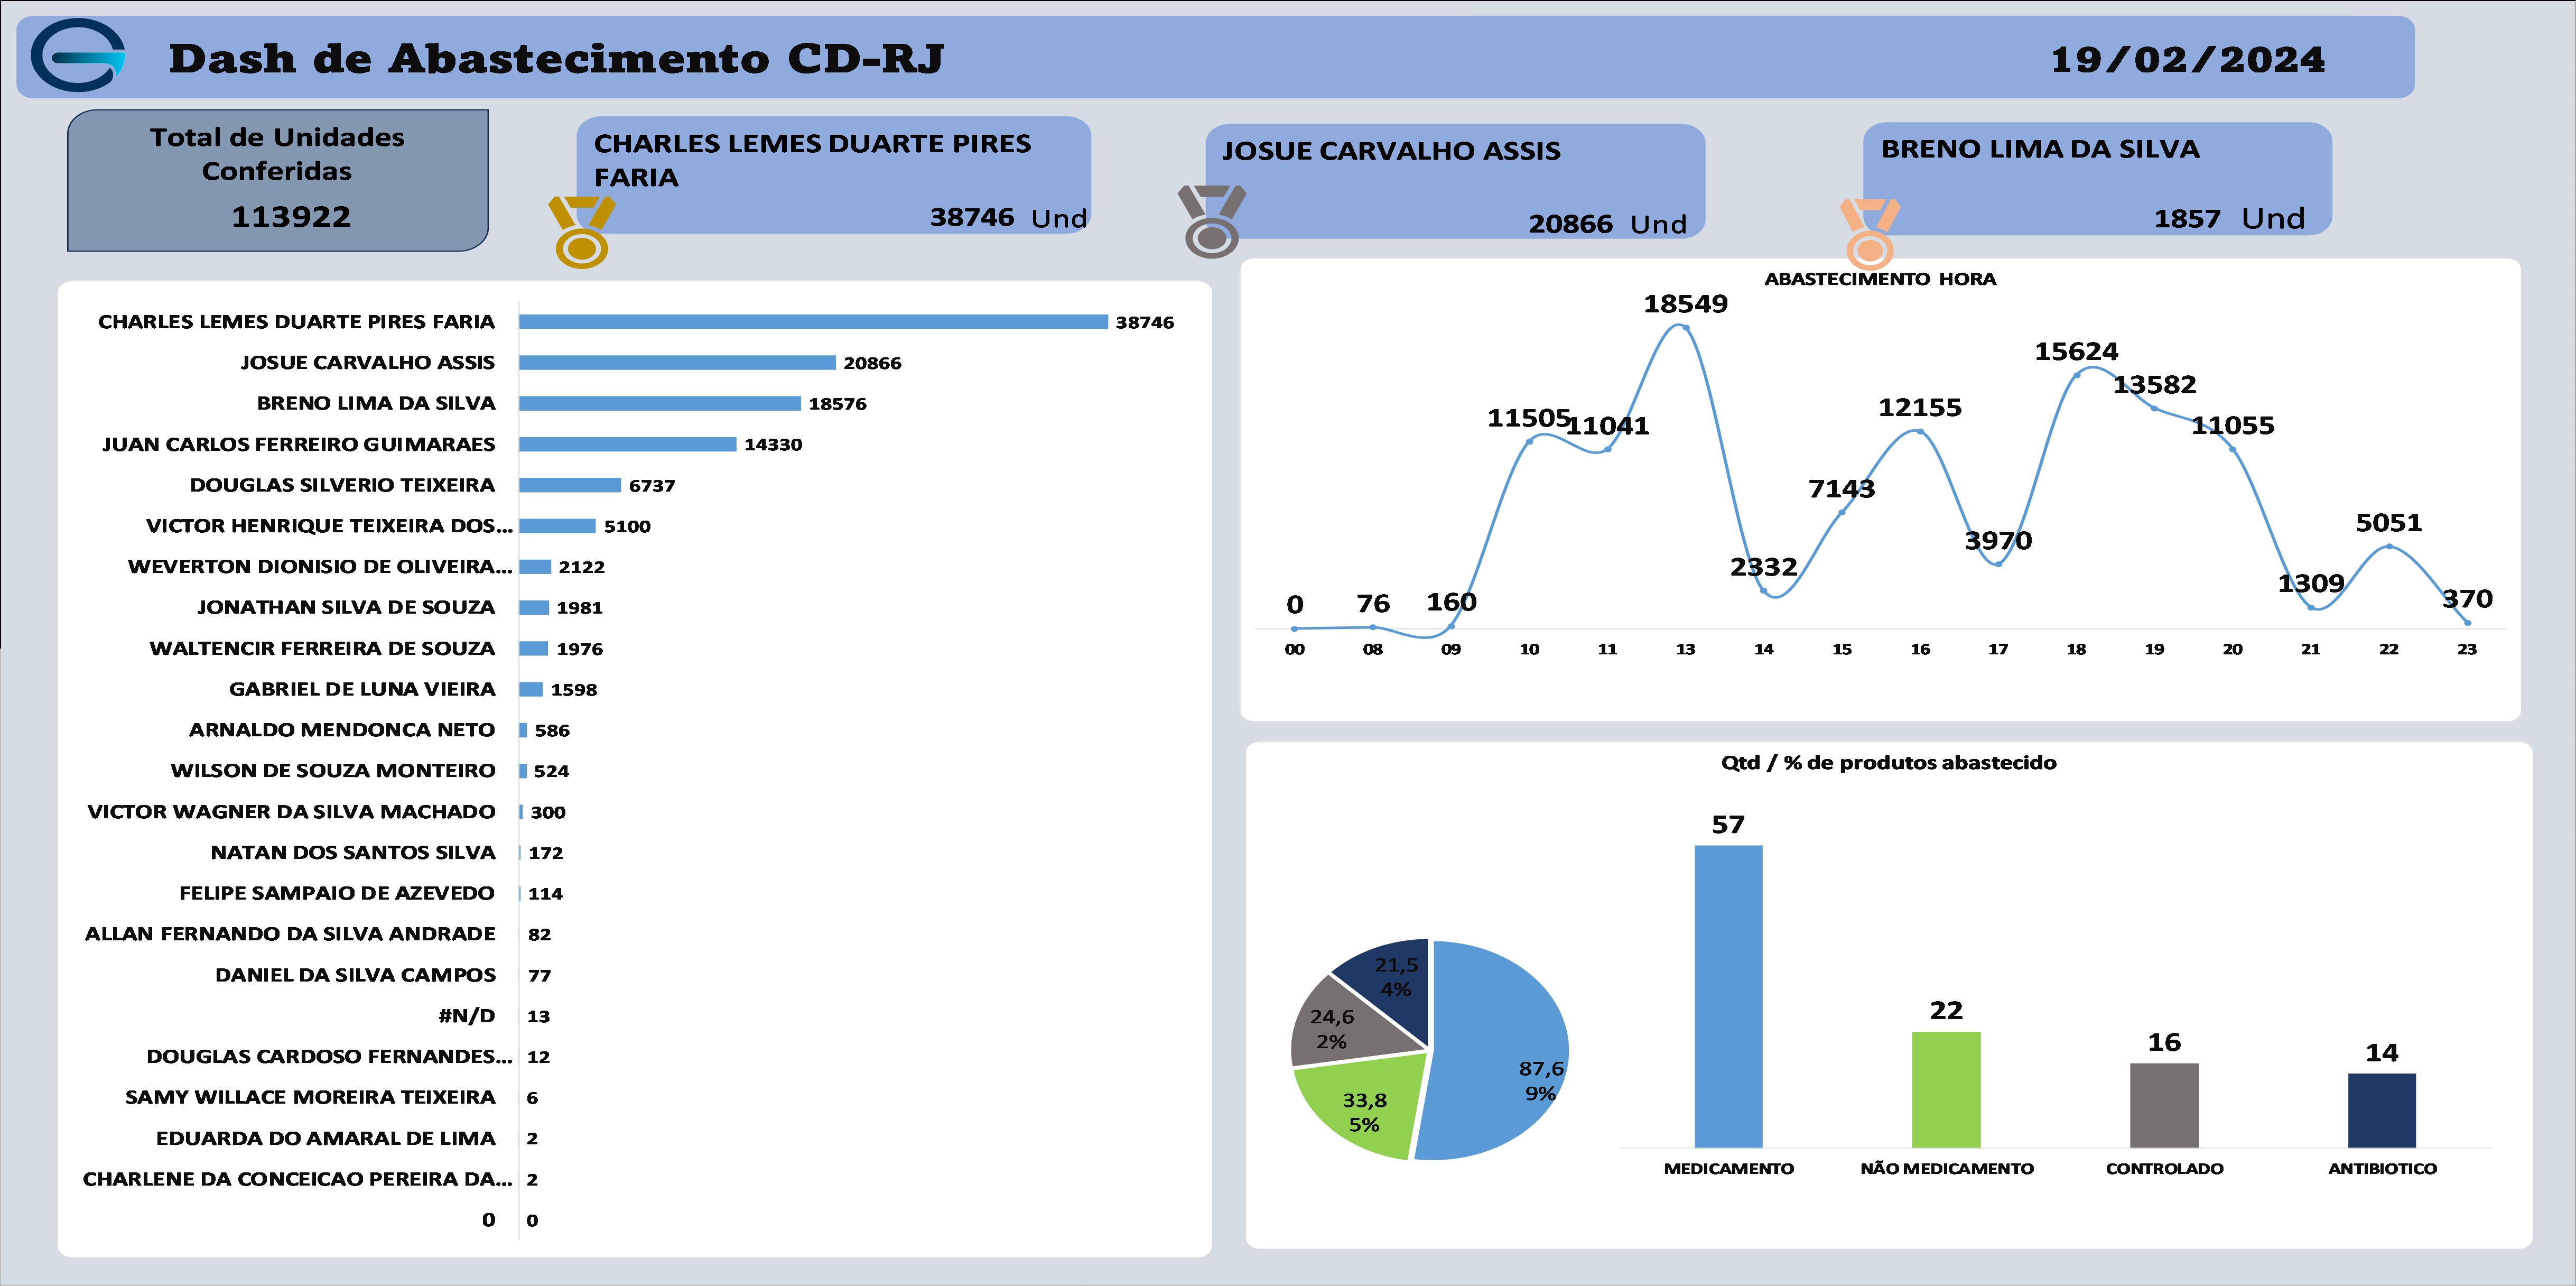 Dash de Abastecimento CD-RJ
19/02/2024
Total de Unidades
Conferidas
113922
CHARLES LEMES DUARTE PIRES
FARIA
38746 Und
JOSUE CARVALHO ASSIS
20866 Und
BRENO LIMA DA SILVA
1857 Und
CHARLES LEMES DUARTE PIRES FARIA 38746
JOSUE CARVALHO ASSIS 20866
BRENO LIMA DA SILVA 18576
JUAN CARLOS FERREIRO GUIMARAES 14330
DOUGLAS SILVERIO TEIXEIRA 6737
VICTOR HENRIQUE TEIXEIRA DOS... 5100
WEVERTON DIONISIO DE OLIVEIRA... 2122
JONATHAN SILVA DE SOUZA 1981
WALTENCIR FERREIRA DE SOUZA 1976
GABRIEL DE LUNA VIEIRA 1598
ARNALDO MENDONCA NETO 586
WILSON DE SOUZA MONTEIRO 524
VICTOR WAGNER DA SILVA MACHADO 300
NATAN DOS SANTOS SILVA 172
FELIPE SAMPAIO DE AZEVEDO 114
ALLAN FERNANDO DA SILVA ANDRADE 82
DANIEL DA SILVA CAMPOS 77
#N/D 13
DOUGLAS CARDOSO FERNANDES... 12
SAMY WILLACE MOREIRA TEIXEIRA 6
EDUARDA DO AMARAL DE LIMA 2
CHARLENE DA CONCEICAO PEREIRA DA... 2
0 0
ABASTECIMENTO HORA
0 76 160 11505 11041 18549 2332 7143 12155 3970 15624 13582 11055 1309 5051 370
00 08 09 10 11 13 14 15 16 17 18 19 20 21 22 23
Qtd / % de produtos abastecido
21,5
4%
24,6
2%
33,8
5%
87,6
9%
57 22 16 14
MEDICAMENTO NÃO MEDICAMENTO CONTROLADO ANTIBIOTICO